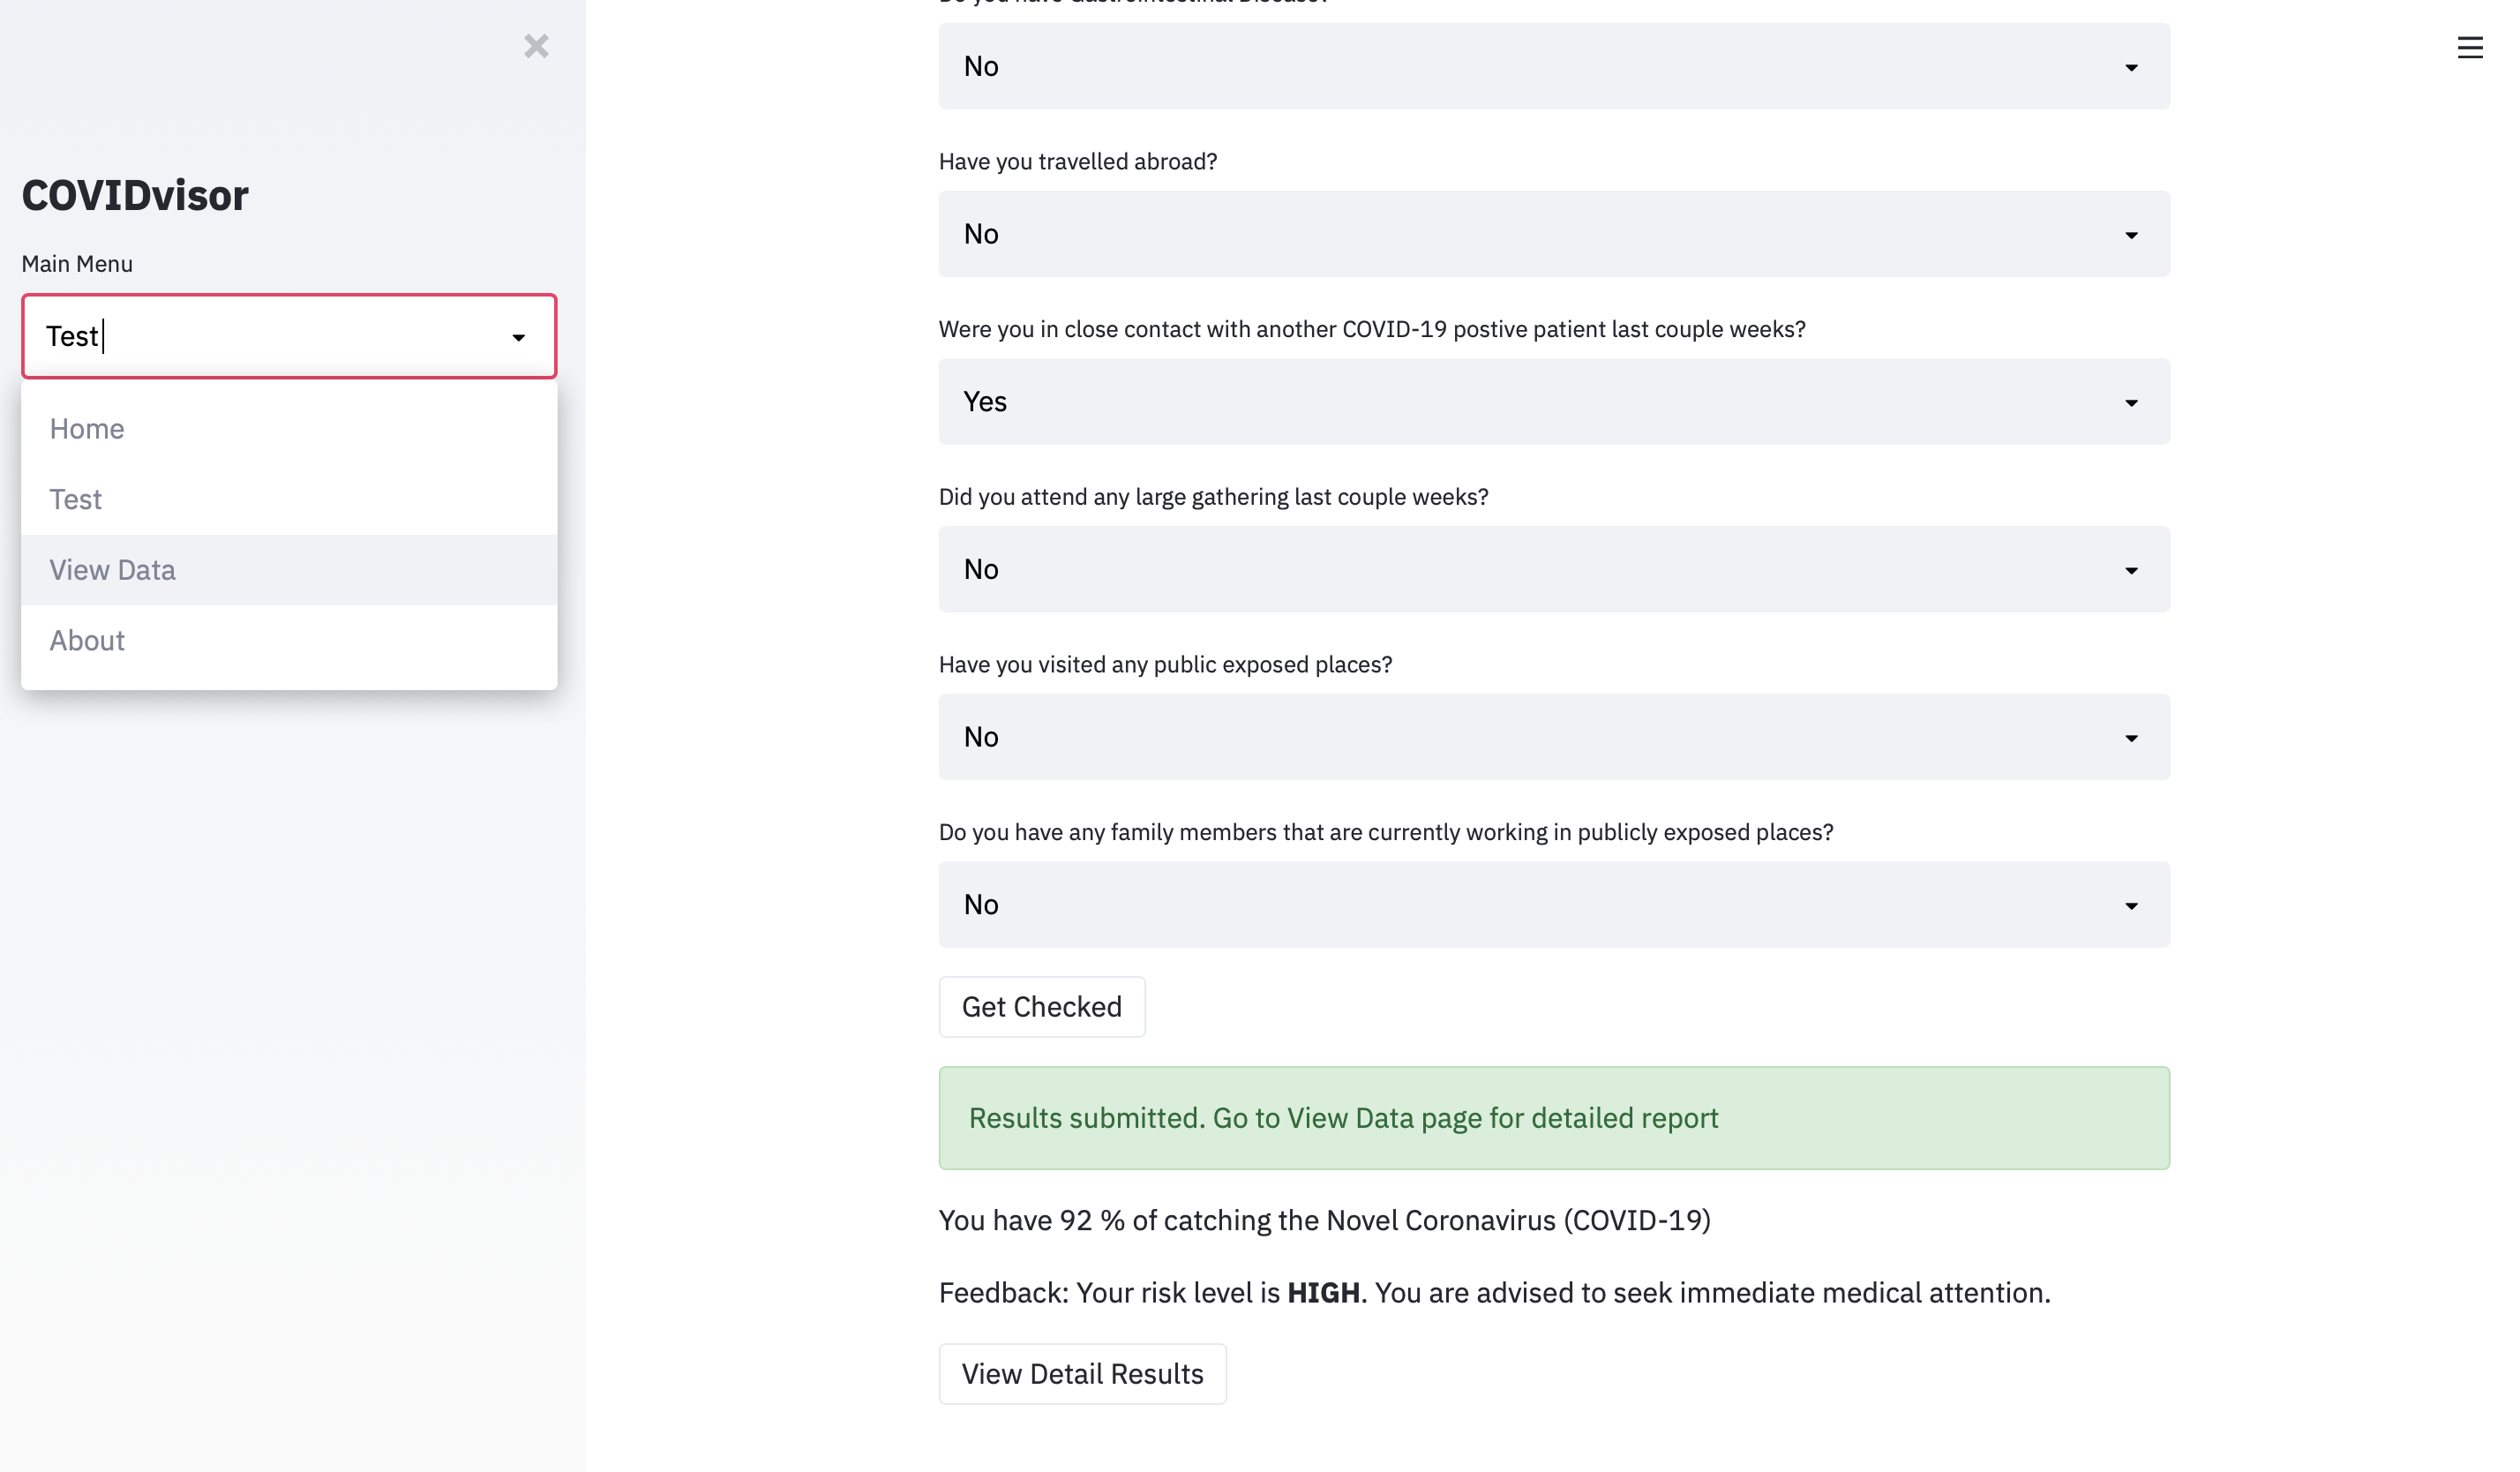 COVIDvisor
Main Menu
Test
Home
Test
View Data
About
Do you have Gastrointestinal Disease?
No
Have you travelled abroad?
No
Were you in close contact with another COVID-19 postive patient last couple weeks?
Yes
Did you attend any large gathering last couple weeks?
No
Have you visited any public exposed places?
No
Do you have any family members that are currently working in publicly exposed places?
No
Get Checked
Results submitted. Go to View Data page for detailed report
You have 92 % of catching the Novel Coronavirus (COVID-19)
Feedback: Your risk level is HIGH. You are advised to seek immediate medical attention.
View Detail Results